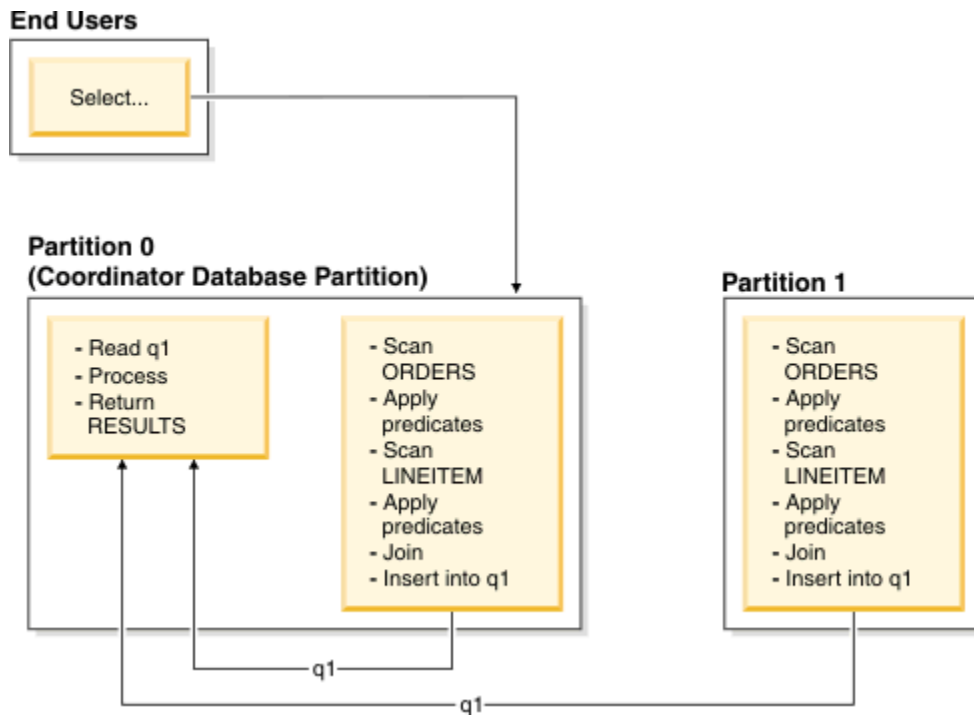 End Users
Select...
Partition 0
(Coordinator Database Partition)
- Read q1
- Process
- Return
RESULTS
- Scan
ORDERS
- Apply
predicates
- Scan
LINEITEM
- Apply
predicates
- Join
- Insert into q1
Partition 1
- Scan
ORDERS
- Apply
predicates
- Scan
LINEITEM
- Apply
predicates
- Join
- Insert into q1
q1
q1